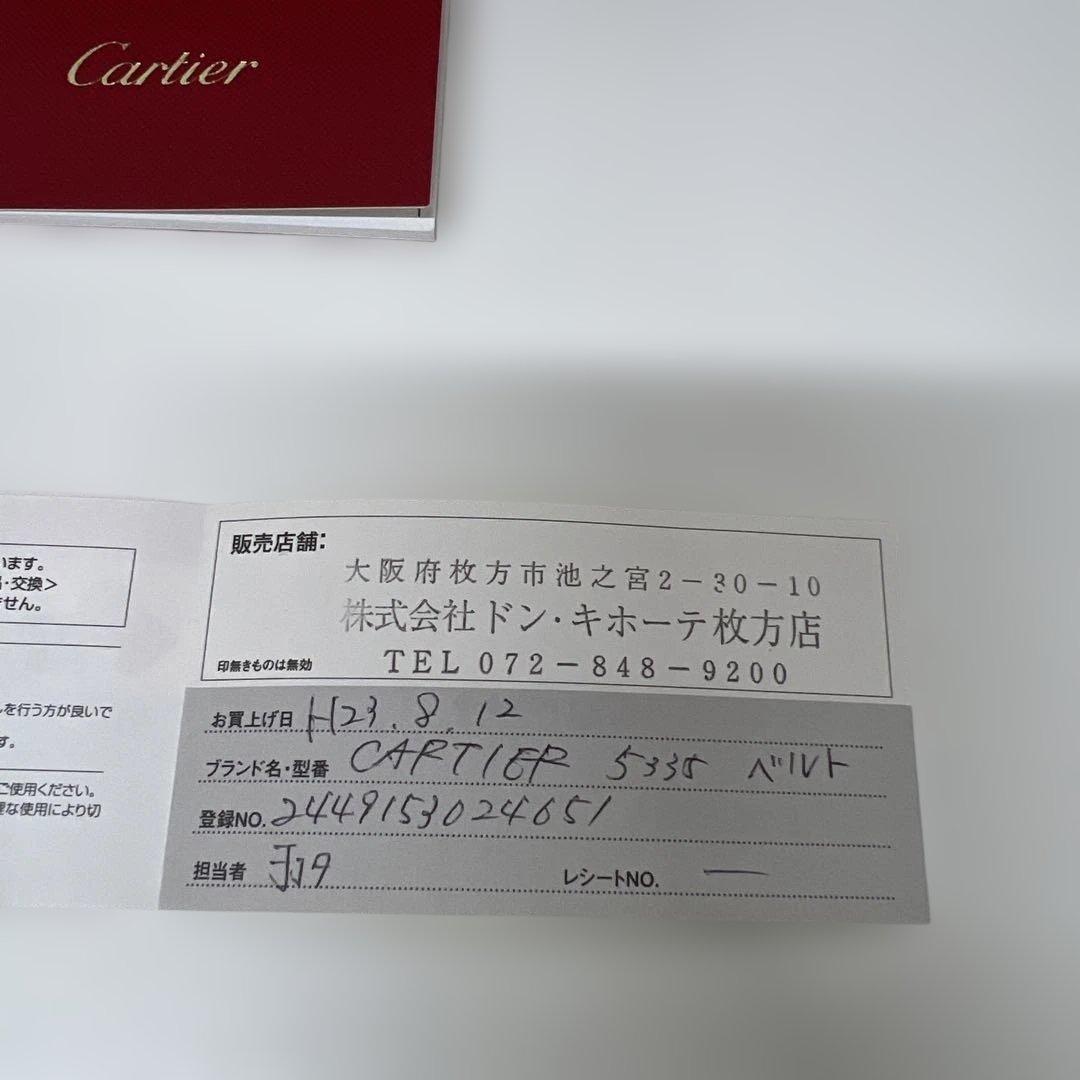 Cartier
います。
・交換>
せん。
を行う方が良いで
す。
ご使用ください。
な使用により切
販売店舗:
大阪府枚方市池之宮2-30-10
株式会社ドン・キホーテ枚方店
印無きものは無効
TEL 072-848-9200
お買上げ日 H23.8.12
ブランド名・型番 CARTIER 5335 ベルト
登録NO. 2449153024651
担当者
レシートNO. ―